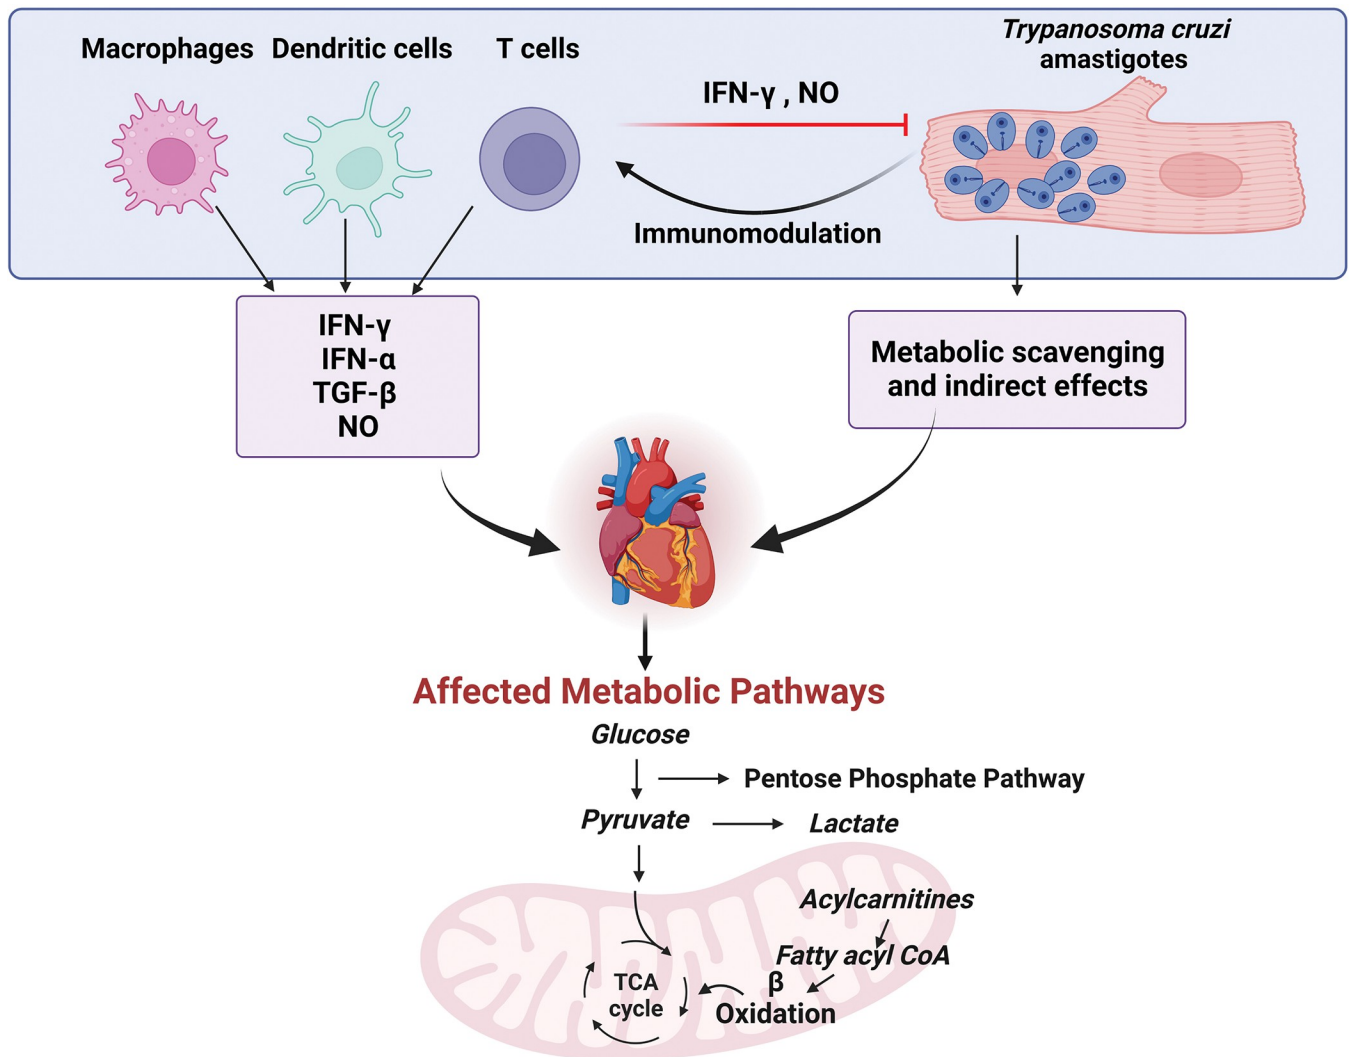 Macrophages
Dendritic cells
T cells
Trypanosoma cruzi
amastigotes
IFN-γ , NO
Immunomodulation
IFN-γ
IFN-α
TGF-β
NO
Metabolic scavenging
and indirect effects
Affected Metabolic Pathways
Glucose
Pentose Phosphate Pathway
Pyruvate
Lactate
Acylcarnitines
Fatty acyl CoA
β
Oxidation
TCA
cycle